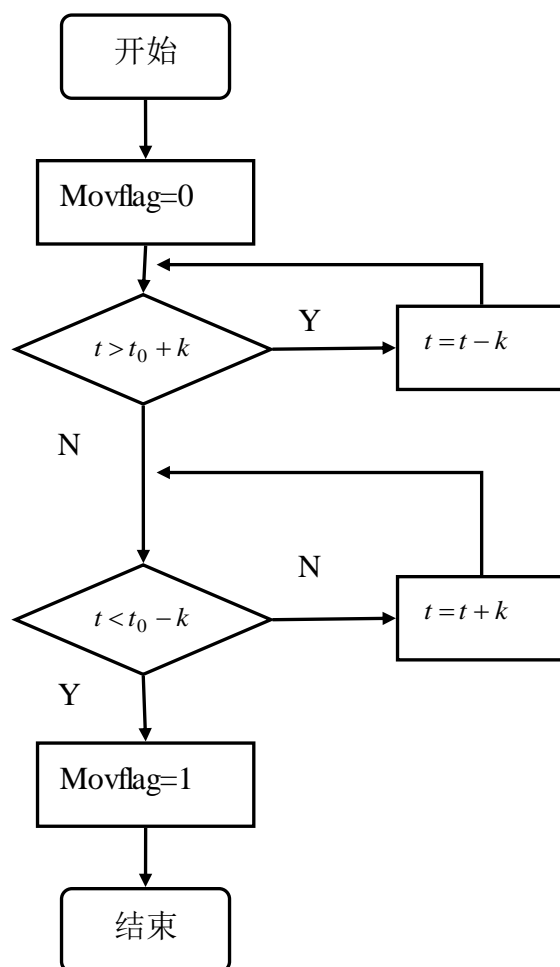 开始
Movflag=0
t > t₀ + k
Y
t = t − k
N
t < t₀ − k
N
t = t + k
Y
Movflag=1
结束